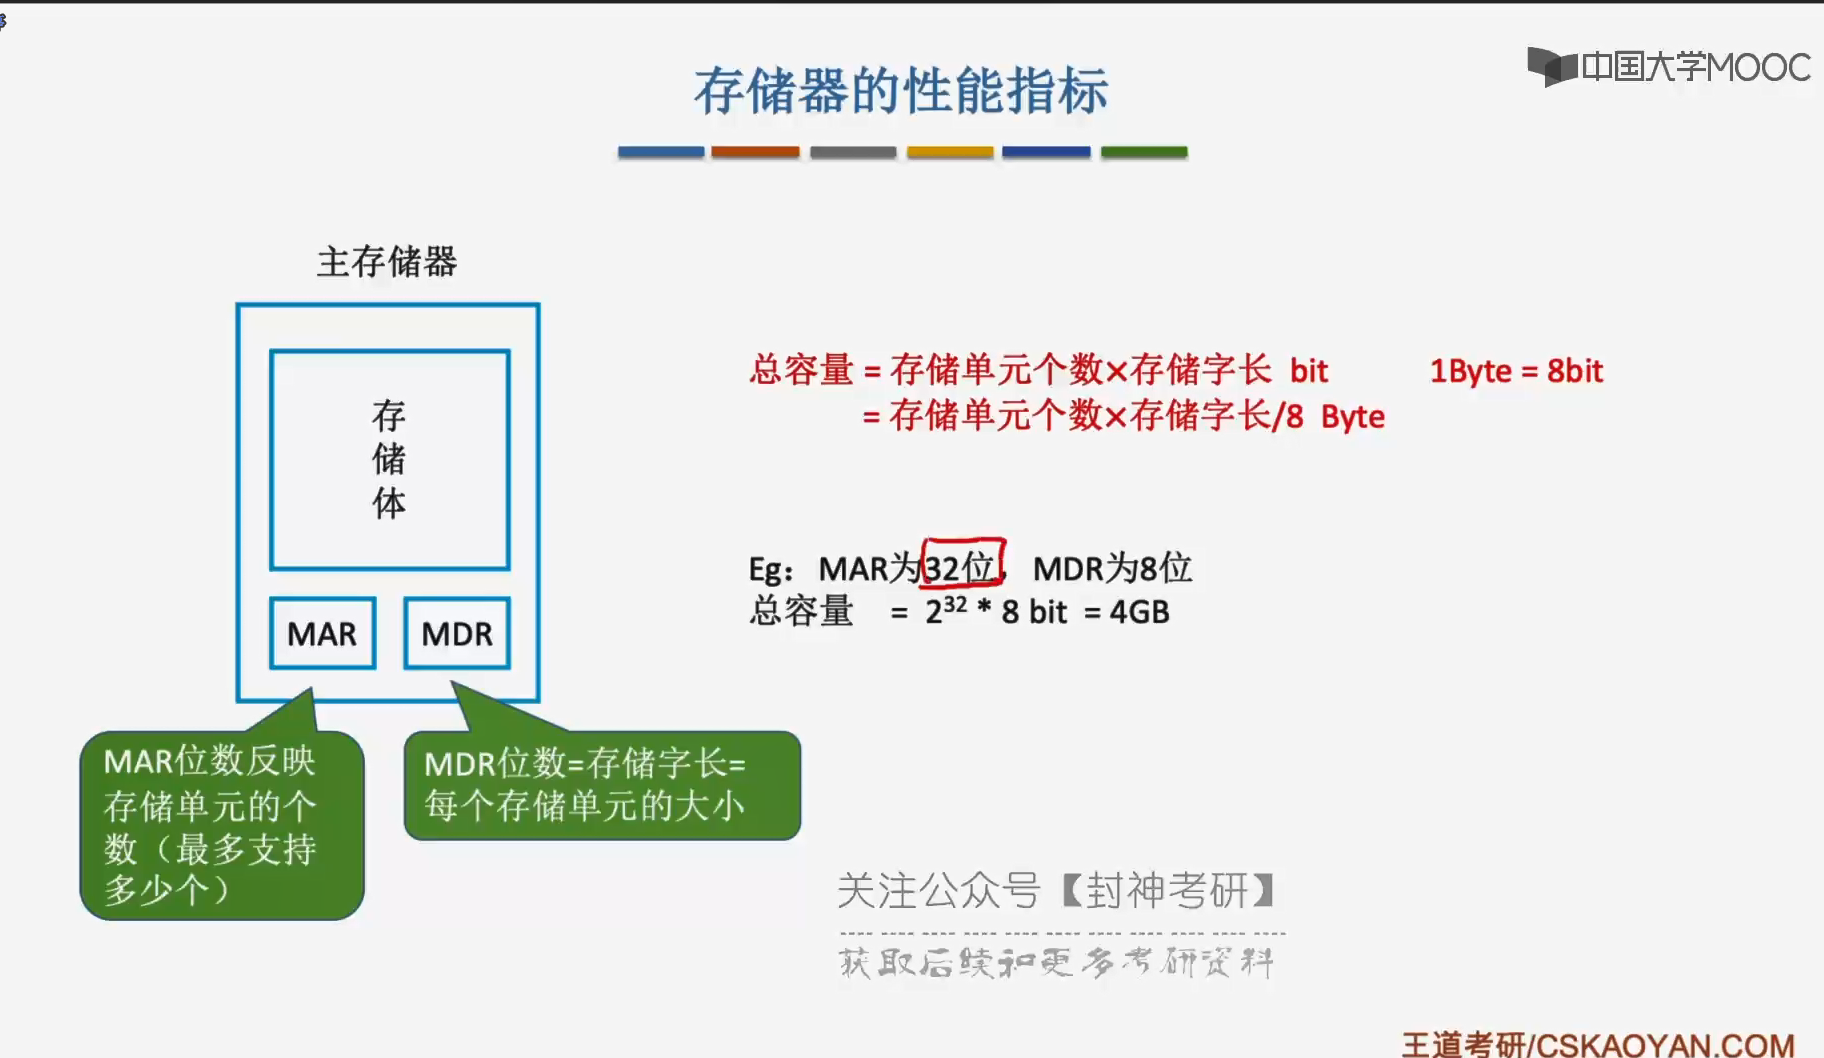 中国大学MOOC
存储器的性能指标
主存储器
存
储
体
MAR
MDR
MAR位数反映
存储单元的个
数（最多支持
多少个）
MDR位数=存储字长=
每个存储单元的大小
总容量 = 存储单元个数×存储字长 bit
1Byte = 8bit
= 存储单元个数×存储字长/8 Byte
Eg：MAR为32位，MDR为8位
总容量 = 2³² * 8 bit = 4GB
关注公众号【封神考研】
获取后续和更多考研资料
王道考研/CSKAOYAN.COM